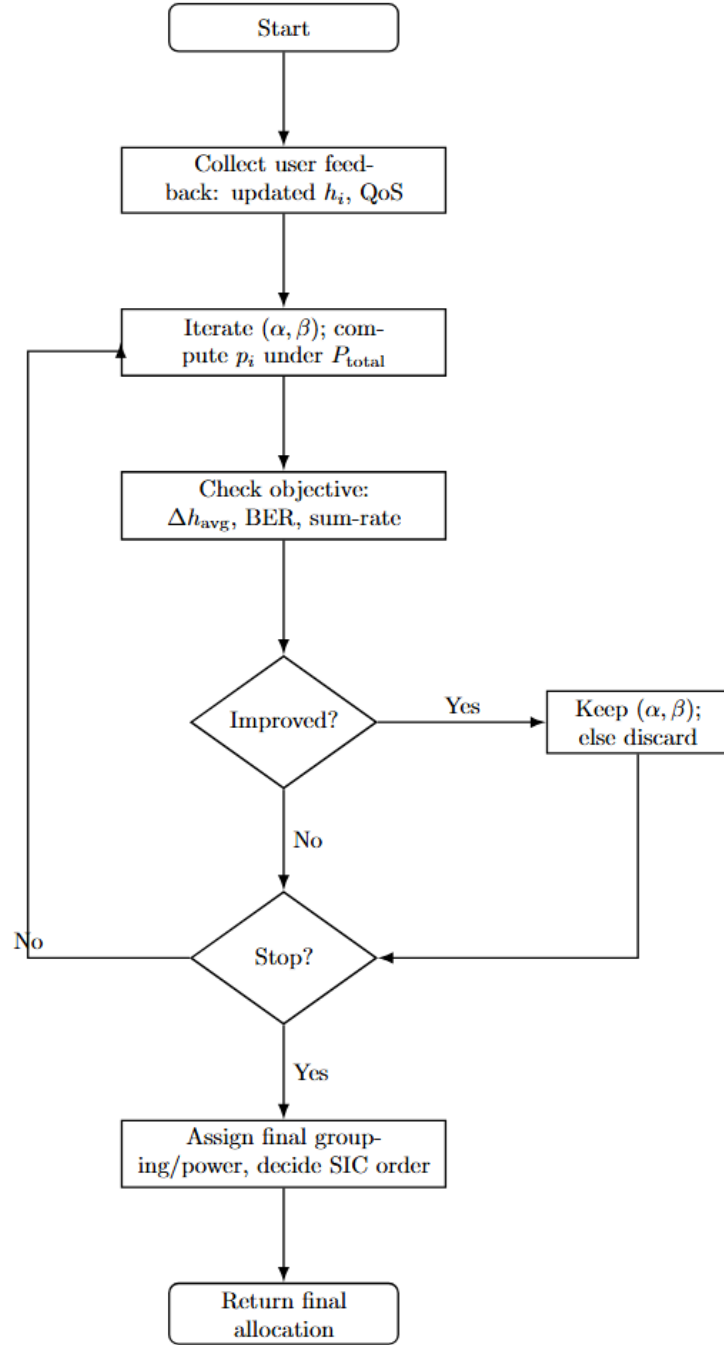 Start
Collect user feed-
back: updated h_i, QoS
Iterate (α, β); com-
pute p_i under P_total
Check objective:
Δh_avg, BER, sum-rate
Improved?
Yes
Keep (α, β);
else discard
No
Stop?
No
Yes
Assign final group-
ing/power, decide SIC order
Return final
allocation